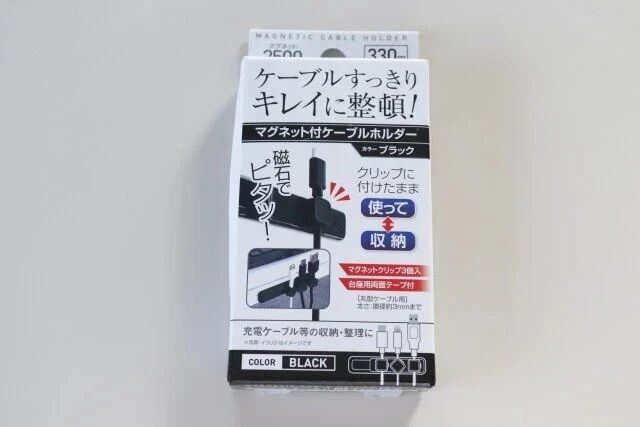 MAGNETIC CABLE HOLDER
マグネット
330
ケーブルすっきり
キレイに整頓!
マグネット付ケーブルホルダー
カラー ブラック
磁石で
ピタッ!
クリップに
付けたまま
使って
収納
マグネットクリップ3個入
台座用両面テープ付
[丸型ケーブル用]
太さ:直径約3mmまで
充電ケーブル等の収納・整理に
※写真・イラストはイメージです
COLOR BLACK